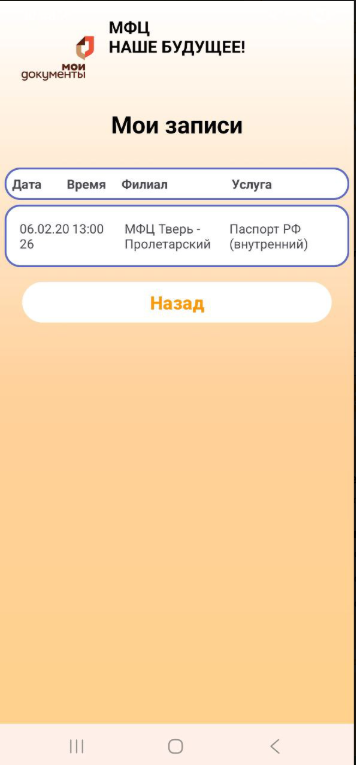 МФЦ
НАШЕ БУДУЩЕЕ!
мои
документы
Мои записи
Дата Время Филиал Услуга
06.02.20 13:00 МФЦ Тверь - Паспорт РФ
26 Пролетарский (внутренний)
Назад